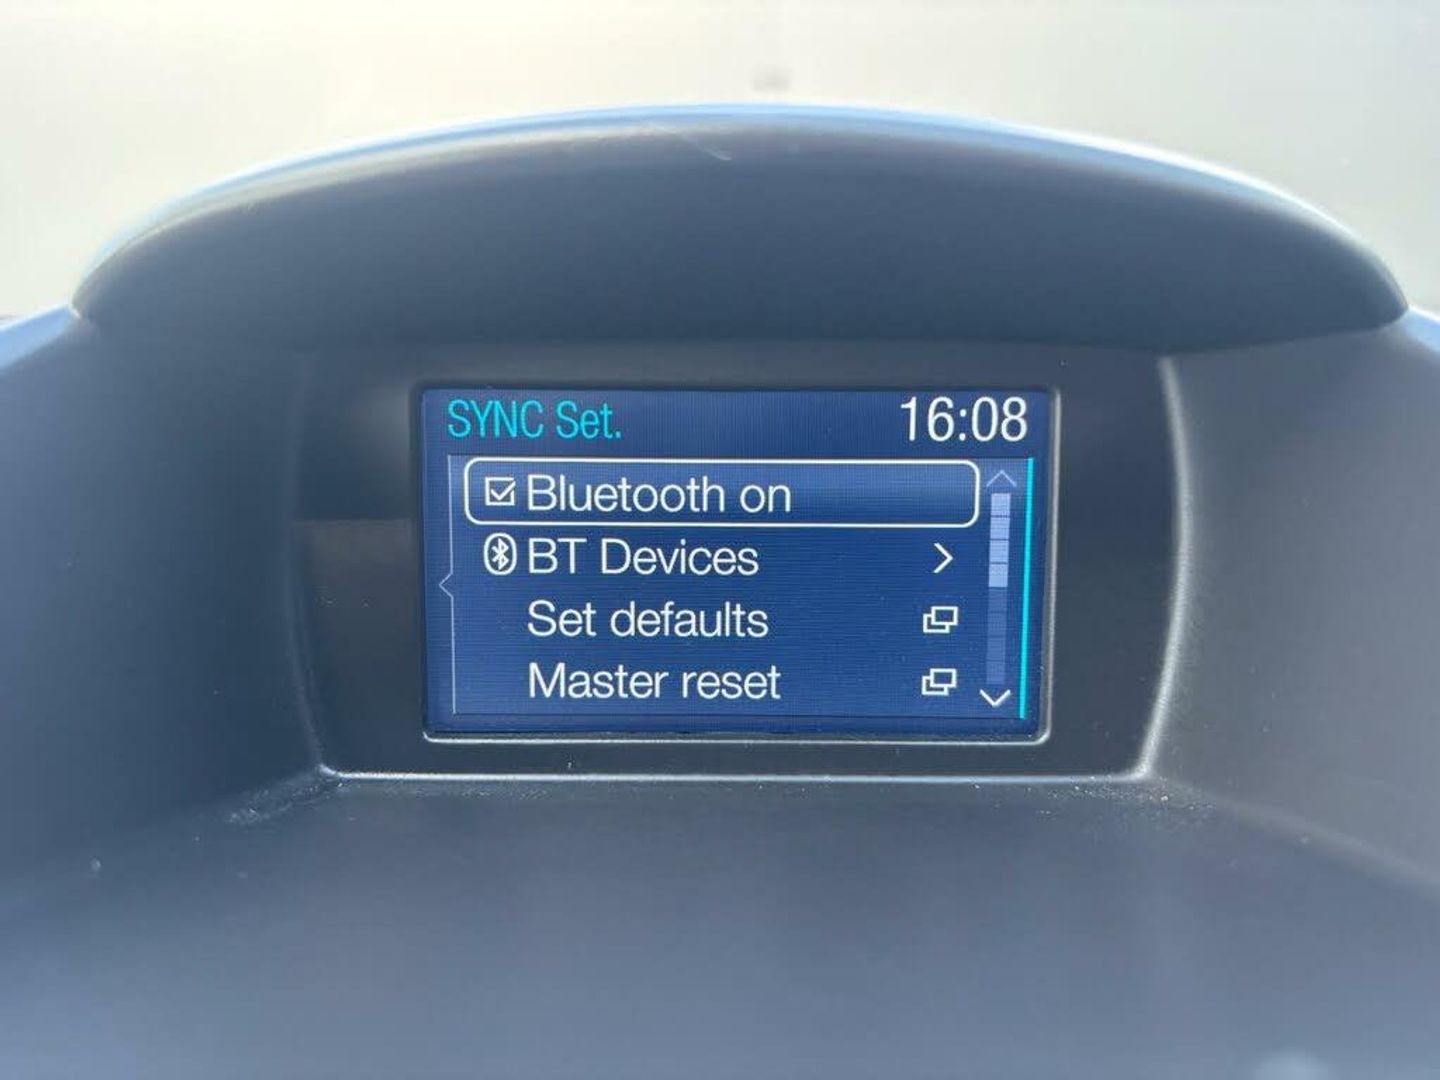 SYNC Set. 16:08
Bluetooth on
BT Devices
Set defaults
Master reset